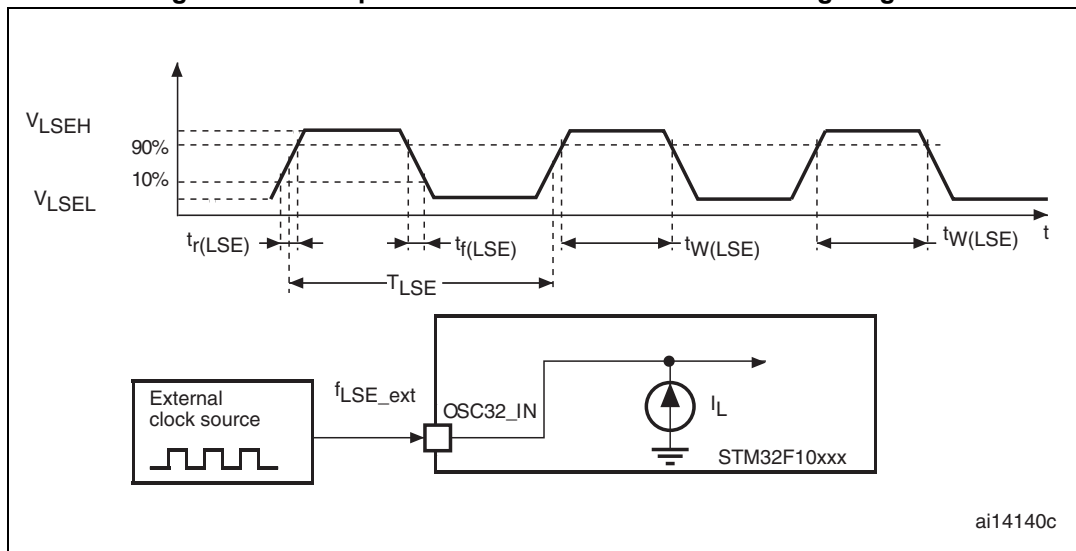 V_LSEH
90%
10%
V_LSEL
t_r(LSE)
t_f(LSE)
t_W(LSE)
t_W(LSE)
t
T_LSE
External
clock source
f_LSE_ext
OSC32_IN
I_L
STM32F10xxx
ai14140c